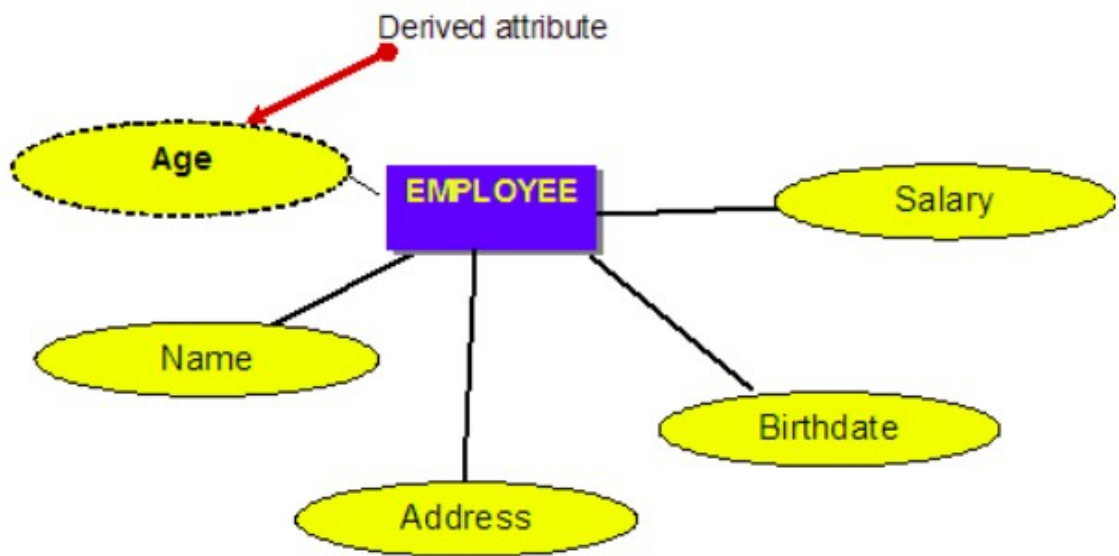 Derived attribute
Age
EMPLOYEE
Salary
Name
Birthdate
Address